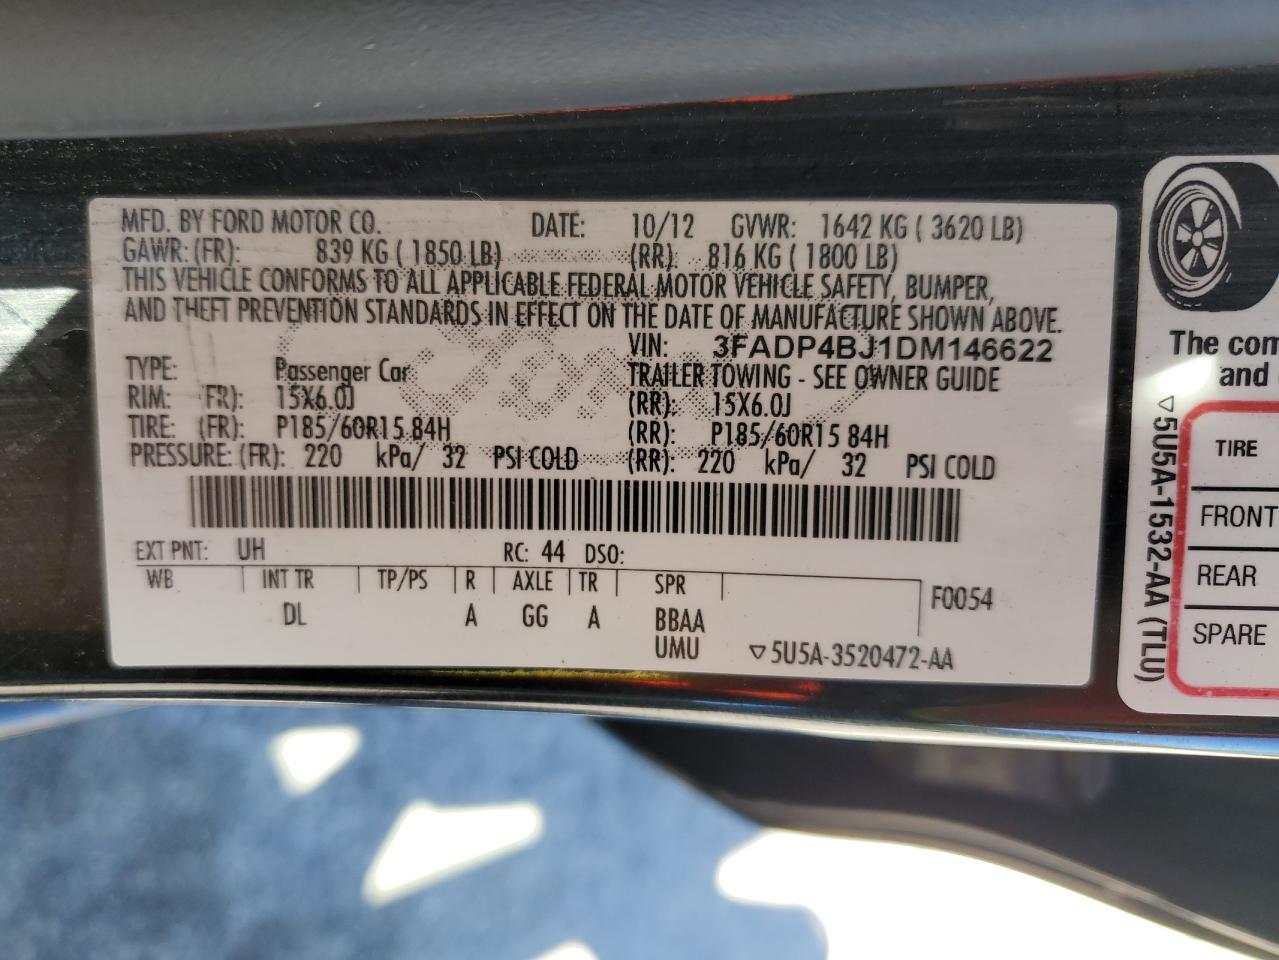 MFD. BY FORD MOTOR CO. DATE: 10/12 GVWR: 1642 KG ( 3620 LB)
GAWR: (FR): 839 KG ( 1850 LB) (RR) 816 KG ( 1800 LB)
THIS VEHICLE CONFORMS TO ALL APPLICABLE FEDERAL MOTOR VEHICLE SAFETY, BUMPER,
AND THEFT PREVENTION STANDARDS IN EFFECT ON THE DATE OF MANUFACTURE SHOWN ABOVE.
VIN: 3FADP4BJ1DM146622
TYPE: Passenger Car TRAILER TOWING - SEE OWNER GUIDE
RIM: FR): 15X6.0J (RR): 15X6.0J
TIRE: (FR): P185/60R15 84H (RR): P185/60R15 84H
PRESSURE: (FR): 220 kPa/ 32 PSI COLD (RR): 220 kPa/ 32 PSI COLD
EXT PNT: UH RC: 44 DSO:
WB INT TR TP/PS R AXLE TR SPR
F0054
DL A GG A BBAA
UMU ▽5U5A-3520472-AA
The com
and
▽5U5A-1532-AA (TLU)
TIRE
FRONT
REAR
SPARE